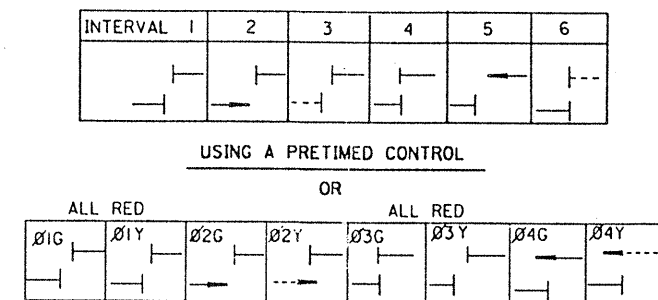 INTERVAL 1 2 3 4 5 6
USING A PRETIMED CONTROL
OR
ALL RED ALL RED
Ø1G Ø1Y Ø2G Ø2Y Ø3G Ø3Y Ø4G Ø4Y